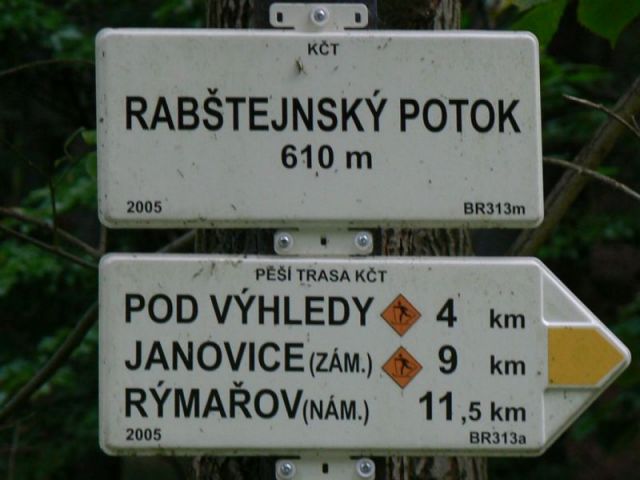 KČT
RABŠTEJNSKÝ POTOK
610 m
2005 BR313m
PĚŠÍ TRASA KČT
POD VÝHLEDY 4 km
JANOVICE (ZÁM.) 9 km
RÝMAŘOV (NÁM.) 11,5 km
2005 BR313a